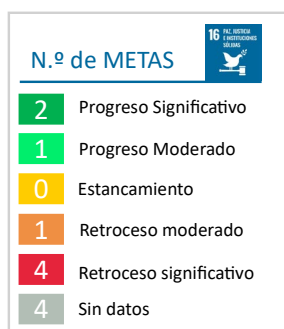 16 PAZ, JUSTICIA
E INSTITUCIONES
SÓLIDAS
N.º de METAS
2 Progreso Significativo
1 Progreso Moderado
0 Estancamiento
1 Retroceso moderado
4 Retroceso significativo
4 Sin datos